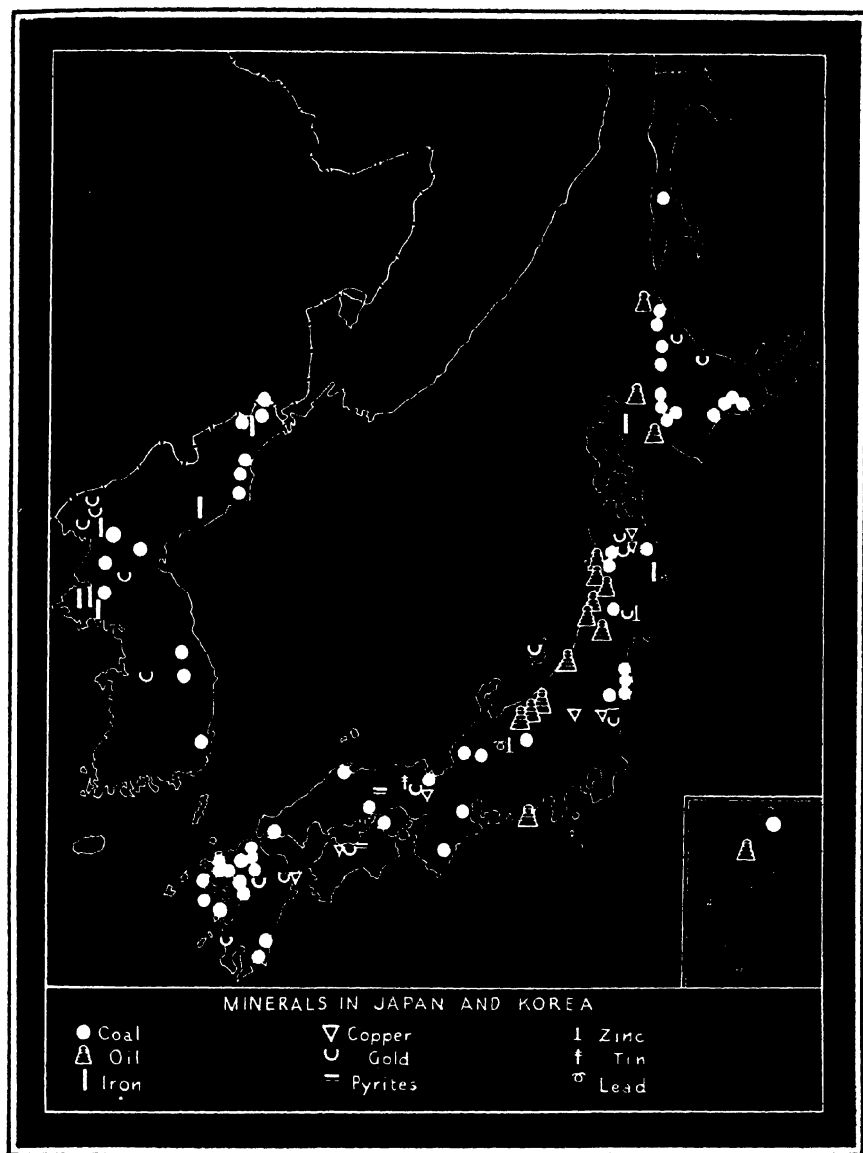 MINERALS IN JAPAN AND KOREA
Coal
Copper
Zinc
Oil
Gold
Tin
Iron
Pyrites
Lead